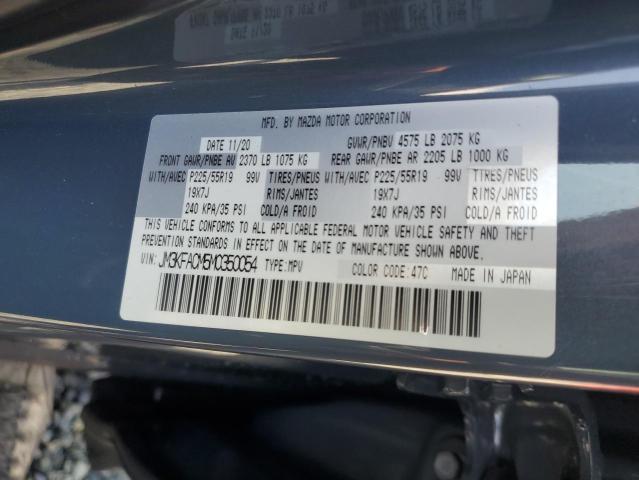 MFD. BY MAZDA MOTOR CORPORATION
DATE 11/20 GVWR/PNBV 4575 LB 2075 KG
FRONT GAWR/PNBE AV 2370 LB 1075 KG REAR GAWR/PNBE AR 2205 LB 1000 KG
WITH/AVEC P225/55R19 99V TIRES/PNEUS WITH/AVEC P225/55R19 99V TIRES/PNEUS
19X7J RIMS/JANTES 19X7J RIMS/JANTES
240 KPA/35 PSI COLD/A FROID 240 KPA/35 PSI COLD/A FROID
THIS VEHICLE CONFORMS TO ALL APPLICABLE FEDERAL MOTOR VEHICLE SAFETY AND THEFT
PREVENTION STANDARDS IN EFFECT ON THE DATE OF MANUFACTURE SHOWN ABOVE.
VIN: JM3KFACM5M0350054 TYPE: MPV COLOR CODE: 47C MADE IN JAPAN